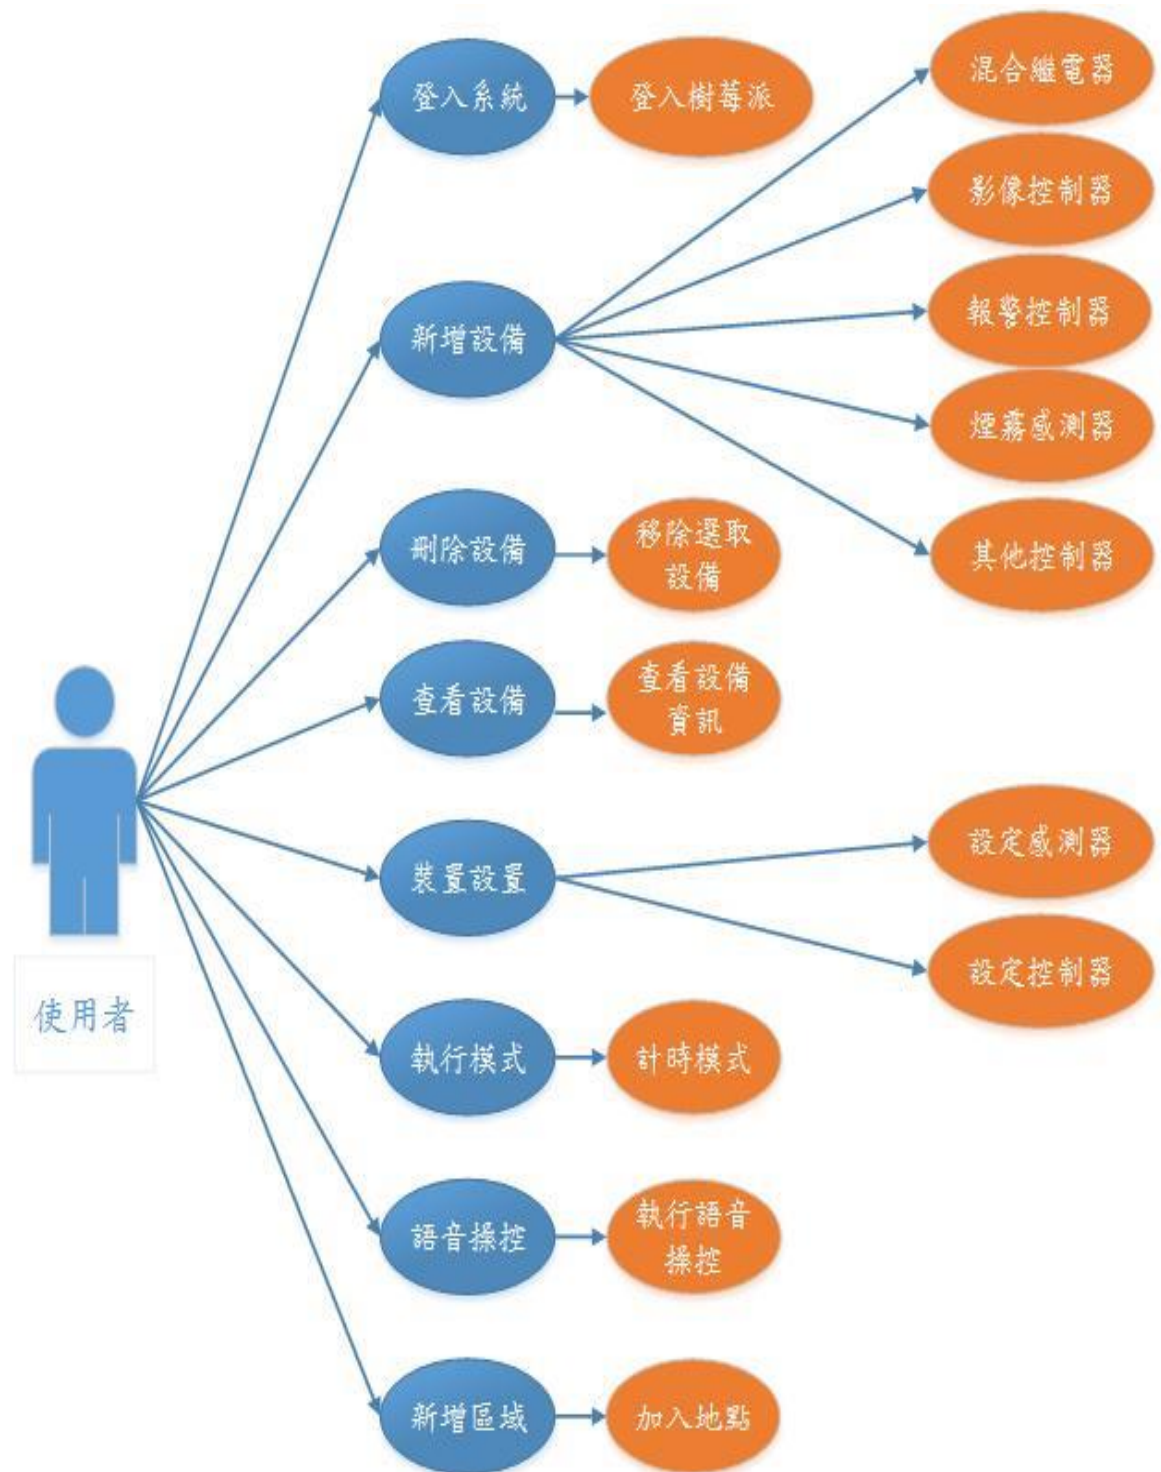 登入系統
登入樹莓派
混合繼電器
影像控制器
新增設備
報警控制器
煙霧感測器
其他控制器
刪除設備
移除選取
設備
查看設備
查看設備
資訊
裝置設置
設定感測器
設定控制器
使用者
執行模式
計時模式
語音操控
執行語音
操控
新增區域
加入地點